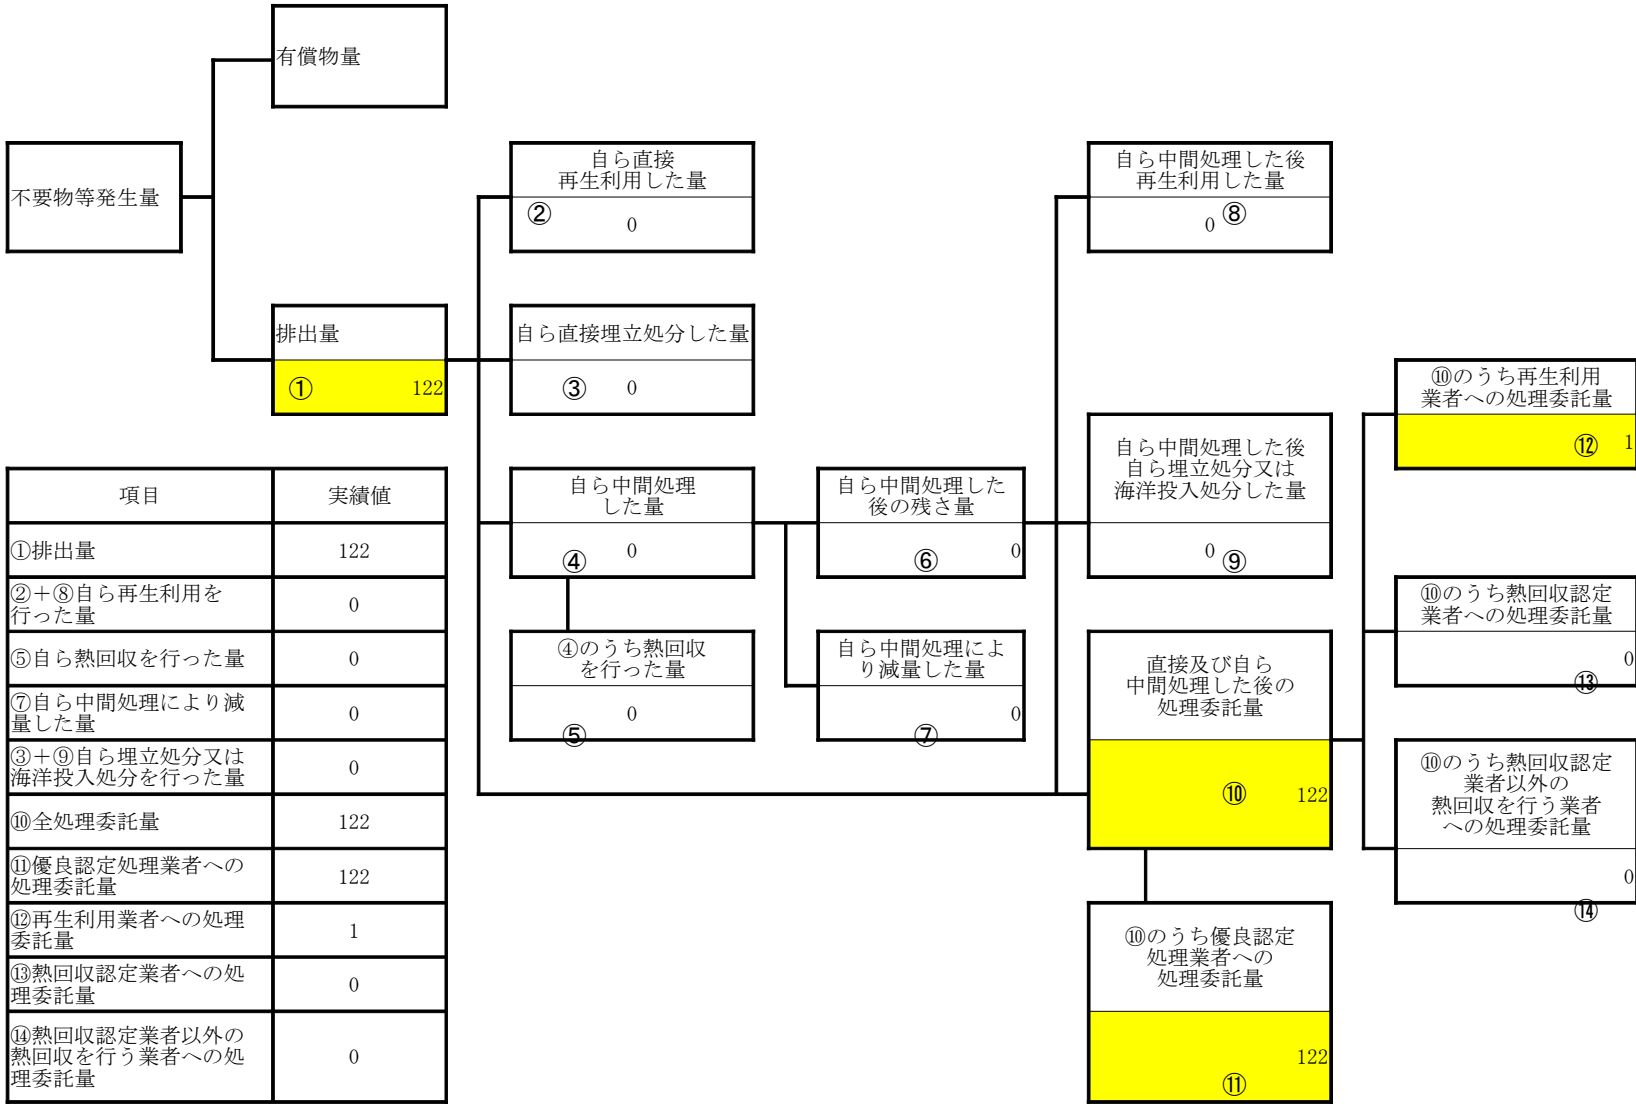 有償物量
不要物等発生量
自ら直接
再生利用した量
②
0
自ら中間処理した後
再生利用した量
0
⑧
排出量
①
122
自ら直接埋立処分した量
③
0
⑩のうち再生利用
業者への処理委託量
⑫
1
自ら中間処理
した量
0
④
自ら中間処理した
後の残さ量
0
⑥
自ら中間処理した後
自ら埋立処分又は
海洋投入処分した量
0
⑨
④のうち熱回収
を行った量
0
⑤
自ら中間処理によ
り減量した量
0
⑦
直接及び自ら
中間処理した後の
処理委託量
⑩
122
⑩のうち熱回収認定
業者への処理委託量
0
⑬
⑩のうち熱回収認定
業者以外の
熱回収を行う業者
への処理委託量
0
⑭
⑩のうち優良認定
処理業者への
処理委託量
122
⑪
項目
実績値
①排出量
122
②+⑧自ら再生利用を
行った量
0
⑤自ら熱回収を行った量
0
⑦自ら中間処理により減
量した量
0
③+⑨自ら埋立処分又は
海洋投入処分を行った量
0
⑩全処理委託量
122
⑪優良認定処理業者への
処理委託量
122
⑫再生利用業者への処理
委託量
1
⑬熱回収認定業者への処
理委託量
0
⑭熱回収認定業者以外の
熱回収を行う業者への処
理委託量
0